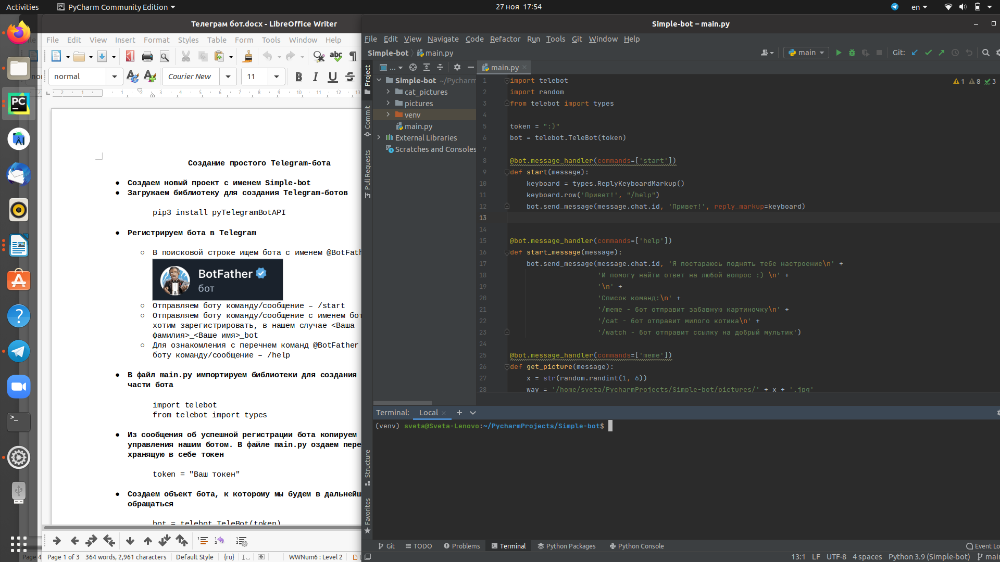 Activities
PyCharm Community Edition
27 ноя 17:54
en
Телеграм бот.docx - LibreOffice Writer
File Edit View Insert Format Styles Table Form Tools Window Help
normal
Courier New
11
Создание простого Telegram-бота
● Создаем новый проект с именем Simple-bot
● Загружаем библиотеку для создания Telegram-ботов
pip3 install pyTelegramBotAPI
● Регистрируем бота в Telegram
○ В поисковой строке ищем бота с именем @BotFath
BotFather
бот
○ Отправляем боту команду/сообщение – /start
○ Отправляем боту команду/сообщение с именем бот
хотим зарегистрировать, в нашем случае <Ваша
фамилия>_<Ваше имя>_bot
○ Для ознакомления с перечнем команд @BotFather
боту команду/сообщение – /help
● В файл main.py импортируем библиотеки для создания
части бота
import telebot
from telebot import types
● Из сообщения об успешной регистрации бота копируем
управления нашим ботом. В файле main.py оздаем пере
хранящую в себе токен
token = "Ваш токен"
● Создаем объект бота, к которому мы будем в дальнейш
обращаться
bot = telebot.TeleBot(token)
Page 4
Page 1 of 3
364 words, 2,961 characters
Default Style
{ru}
WWNum6 : Level 2
Simple-bot – main.py
File Edit View Navigate Code Refactor Run Tools Git Window Help
Simple-bot
main.py
main
Git:
Project
Commit
Pull Requests
Structure
Favorites
Simple-bot ~/Pycharm
cat_pictures
pictures
venv
main.py
External Libraries
Scratches and Consoles
main.py
1 8 3
1 import telebot
2 import random
3 from telebot import types
4
5 token = ":)"
6 bot = telebot.TeleBot(token)
7
8 @bot.message_handler(commands=['start'])
9 def start(message):
10 keyboard = types.ReplyKeyboardMarkup()
11 keyboard.row('Привет!', "/help")
12 bot.send_message(message.chat.id, 'Привет!', reply_markup=keyboard)
13
14
15 @bot.message_handler(commands=['help'])
16 def start_message(message):
17 bot.send_message(message.chat.id, 'Я постараюсь поднять тебе настроение\n' +
18 'И помогу найти ответ на любой вопрос :) \n' +
19 '\n' +
20 'Список команд:\n' +
21 '/meme - бот отправит забавную картиночку\n' +
22 '/cat - бот отправит милого котика\n' +
23 '/watch - бот отправит ссылку на добрый мультик')
24
25 @bot.message_handler(commands=['meme'])
26 def get_picture(message):
27 x = str(random.randint(1, 6))
28 way = '/home/sveta/PycharmProjects/Simple-bot/pictures/' + x + '.jpg'
Terminal: Local
(venv) sveta@Sveta-Lenovo:~/PycharmProjects/Simple-bot$
Git
TODO
Problems
Terminal
Python Packages
Python Console
Event Lo
13:1 LF UTF-8 4 spaces Python 3.9 (Simple-bot) mai